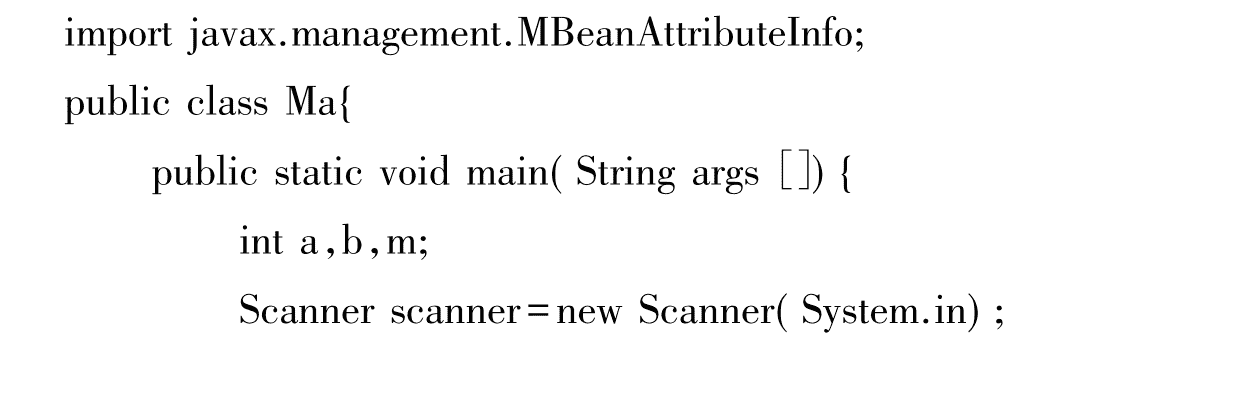 import javax.management.MBeanAttributeInfo;
public class Ma{
public static void main( String args []) {
int a,b,m;
Scanner scanner=new Scanner( System.in) ;